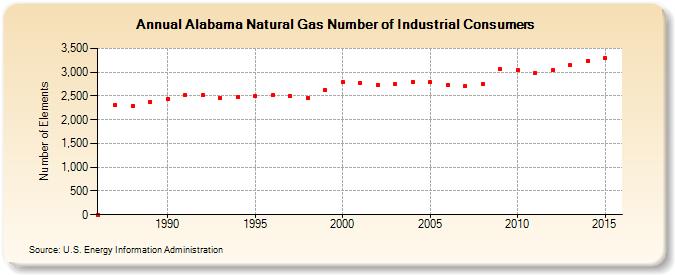 Annual Alabama Natural Gas Number of Industrial Consumers
Number of Elements
3,500
3,000
2,500
2,000
1,500
1,000
500
0
1990 1995 2000 2005 2010 2015
Source: U.S. Energy Information Administration